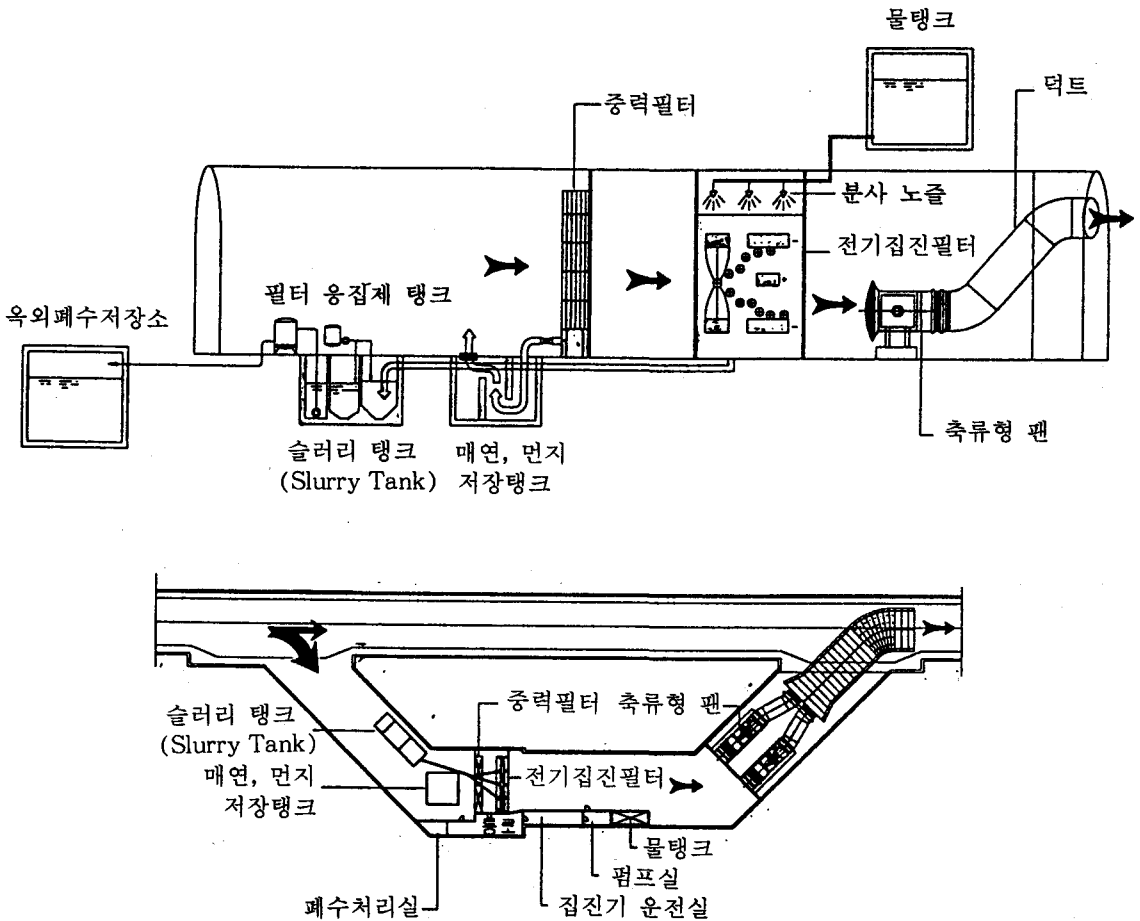 물탱크
덕트
중력필터
분사 노즐
전기집진필터
필터 응집제 탱크
옥외폐수저장소
축류형 팬
슬러리 탱크
(Slurry Tank)
매연, 먼지
저장탱크
중력필터 축류형 팬
슬러리 탱크
(Slurry Tank)
전기집진필터
매연, 먼지
저장탱크
물탱크
펌프실
폐수처리실
집진기 운전실